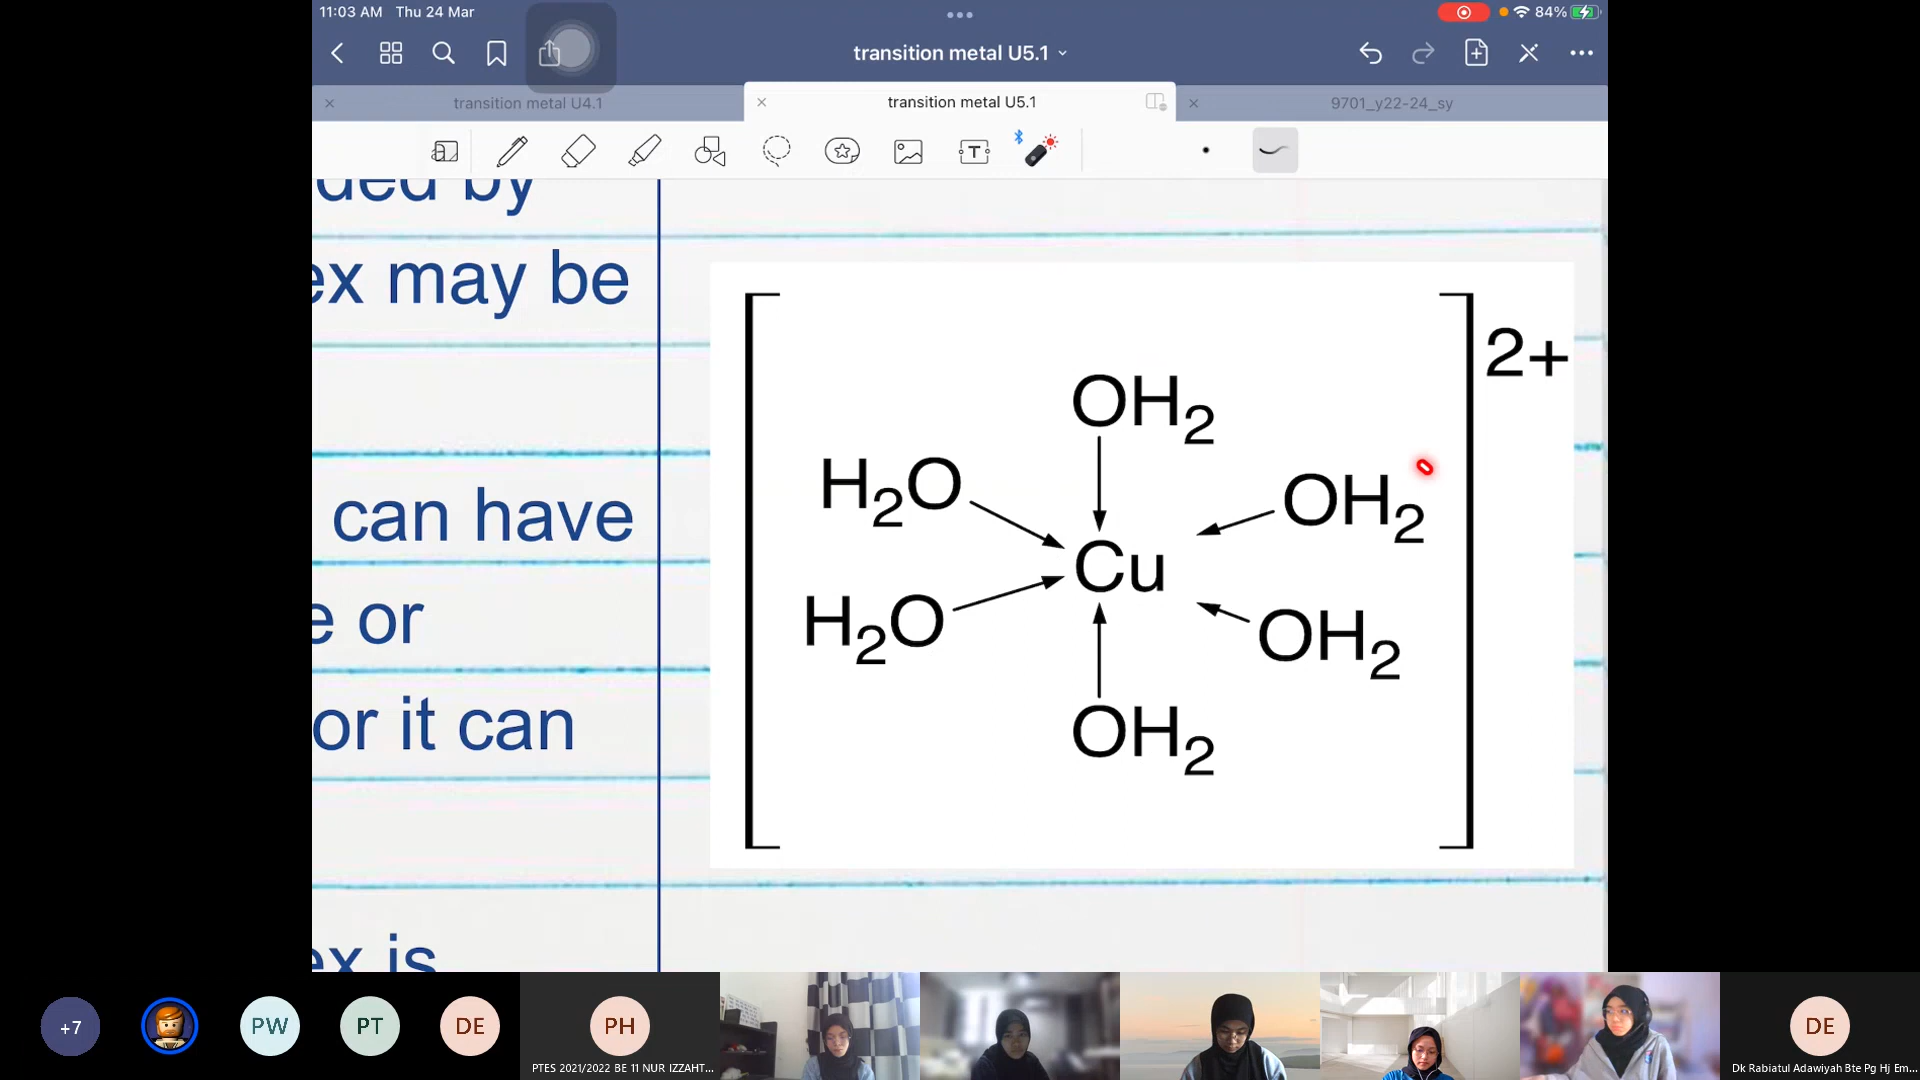 11:03 AM Thu 24 Mar
84%
transition metal U5.1
transition metal U4.1
transition metal U5.1
9701_y22-24_sy
ded by
ex may be
can have
e or
or it can
ex is
2+
OH2
H2O
OH2
Cu
H2O
OH2
OH2
+7
PW
PT
DE
PH
DE
PTES 2021/2022 BE 11 NUR IZZAHT...
Dk Rabiatul Adawiyah Bte Pg Hj Em...